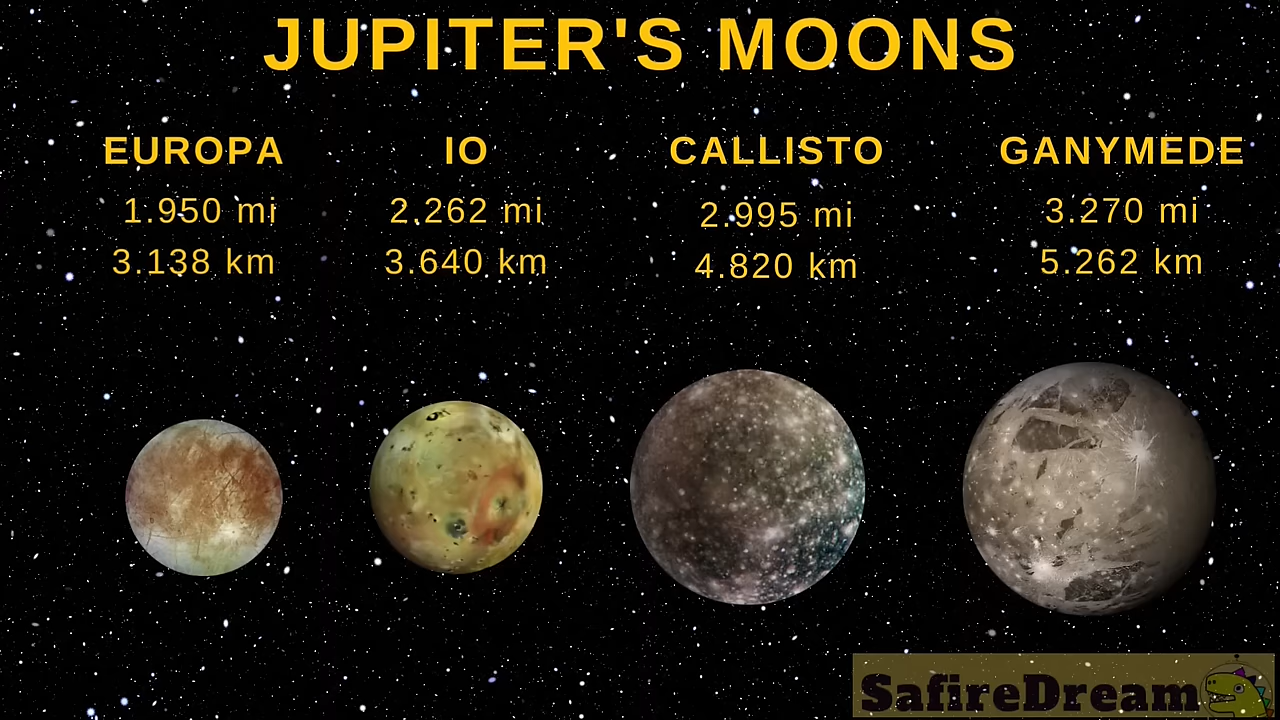 JUPITER'S MOONS
EUROPA
1.950 mi
3.138 km
IO
2.262 mi
3.640 km
CALLISTO
2.995 mi
4.820 km
GANYMEDE
3.270 mi
5.262 km
SafireDream